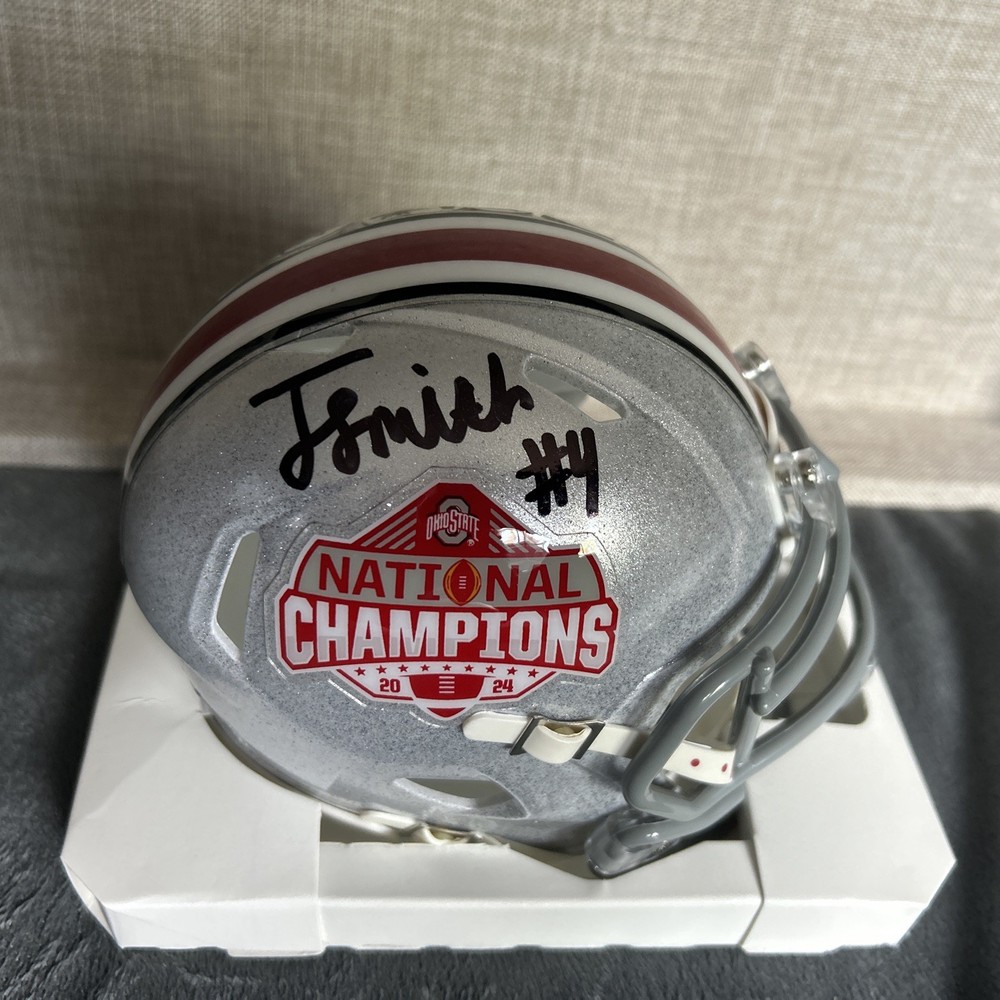 JSmith
#4
OHIO STATE
NATIONAL
CHAMPIONS
20 24